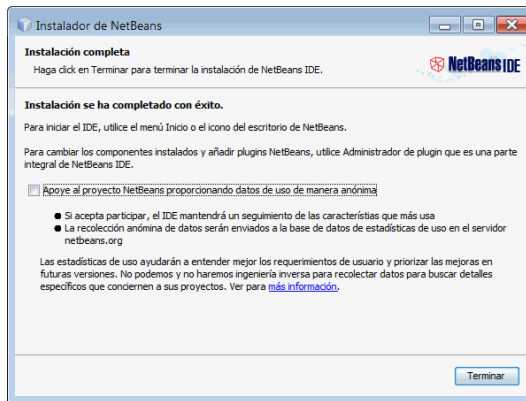 Instalador de NetBeans
Instalación completa
Haga click en Terminar para terminar la instalación de NetBeans IDE.
NetBeans IDE
Instalación se ha completado con éxito.
Para iniciar el IDE, utilice el menú Inicio o el icono del escritorio de NetBeans.
Para cambiar los componentes instalados y añadir plugins NetBeans, utilice Administrador de plugin que es una parte
integral de NetBeans IDE.
Apoye al proyecto NetBeans proporcionando datos de uso de manera anónima
● Si acepta participar, el IDE mantendrá un seguimiento de las características que más usa
● La recolección anónima de datos serán enviados a la base de datos de estadísticas de uso en el servidor
netbeans.org
Las estadísticas de uso ayudarán a entender mejor los requerimientos de usuario y priorizar las mejoras en
futuras versiones. No podemos y no haremos ingeniería inversa para recolectar datos para buscar detalles
específicos que conciernen a sus proyectos. Ver para más información.
Terminar